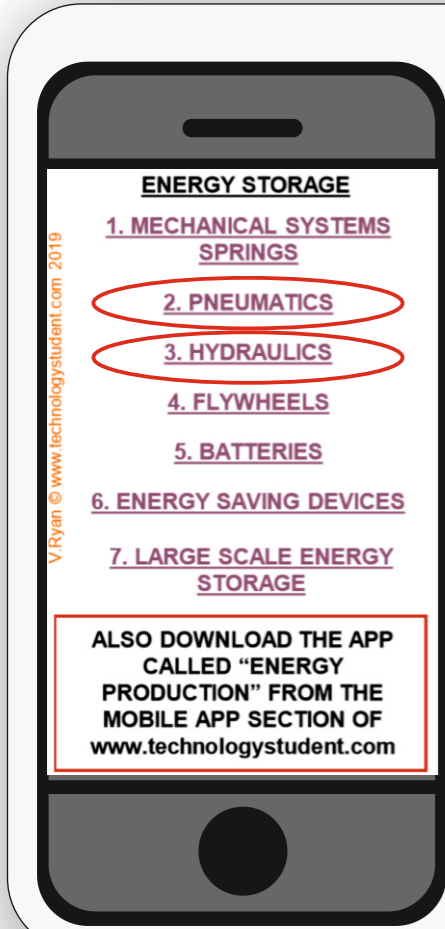 ENERGY STORAGE
1. MECHANICAL SYSTEMS
SPRINGS
2. PNEUMATICS
3. HYDRAULICS
4. FLYWHEELS
5. BATTERIES
6. ENERGY SAVING DEVICES
7. LARGE SCALE ENERGY
STORAGE
V.Ryan © www.technologystudent.com 2019
ALSO DOWNLOAD THE APP
CALLED “ENERGY
PRODUCTION” FROM THE
MOBILE APP SECTION OF
www.technologystudent.com